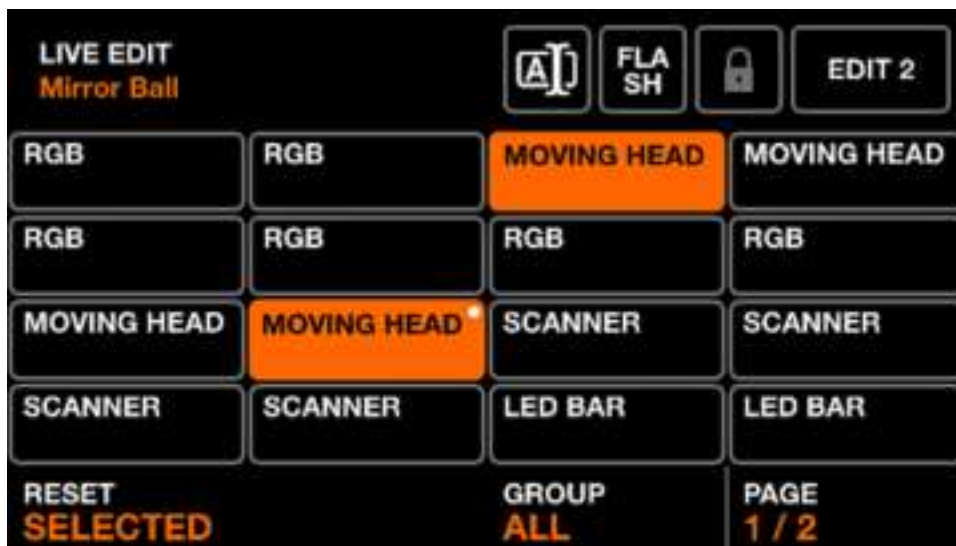 LIVE EDIT
Mirror Ball
A
FLA
SH
EDIT 2
RGB RGB MOVING HEAD MOVING HEAD
RGB RGB RGB RGB
MOVING HEAD MOVING HEAD SCANNER SCANNER
SCANNER SCANNER LED BAR LED BAR
RESET GROUP PAGE
SELECTED ALL 1 / 2